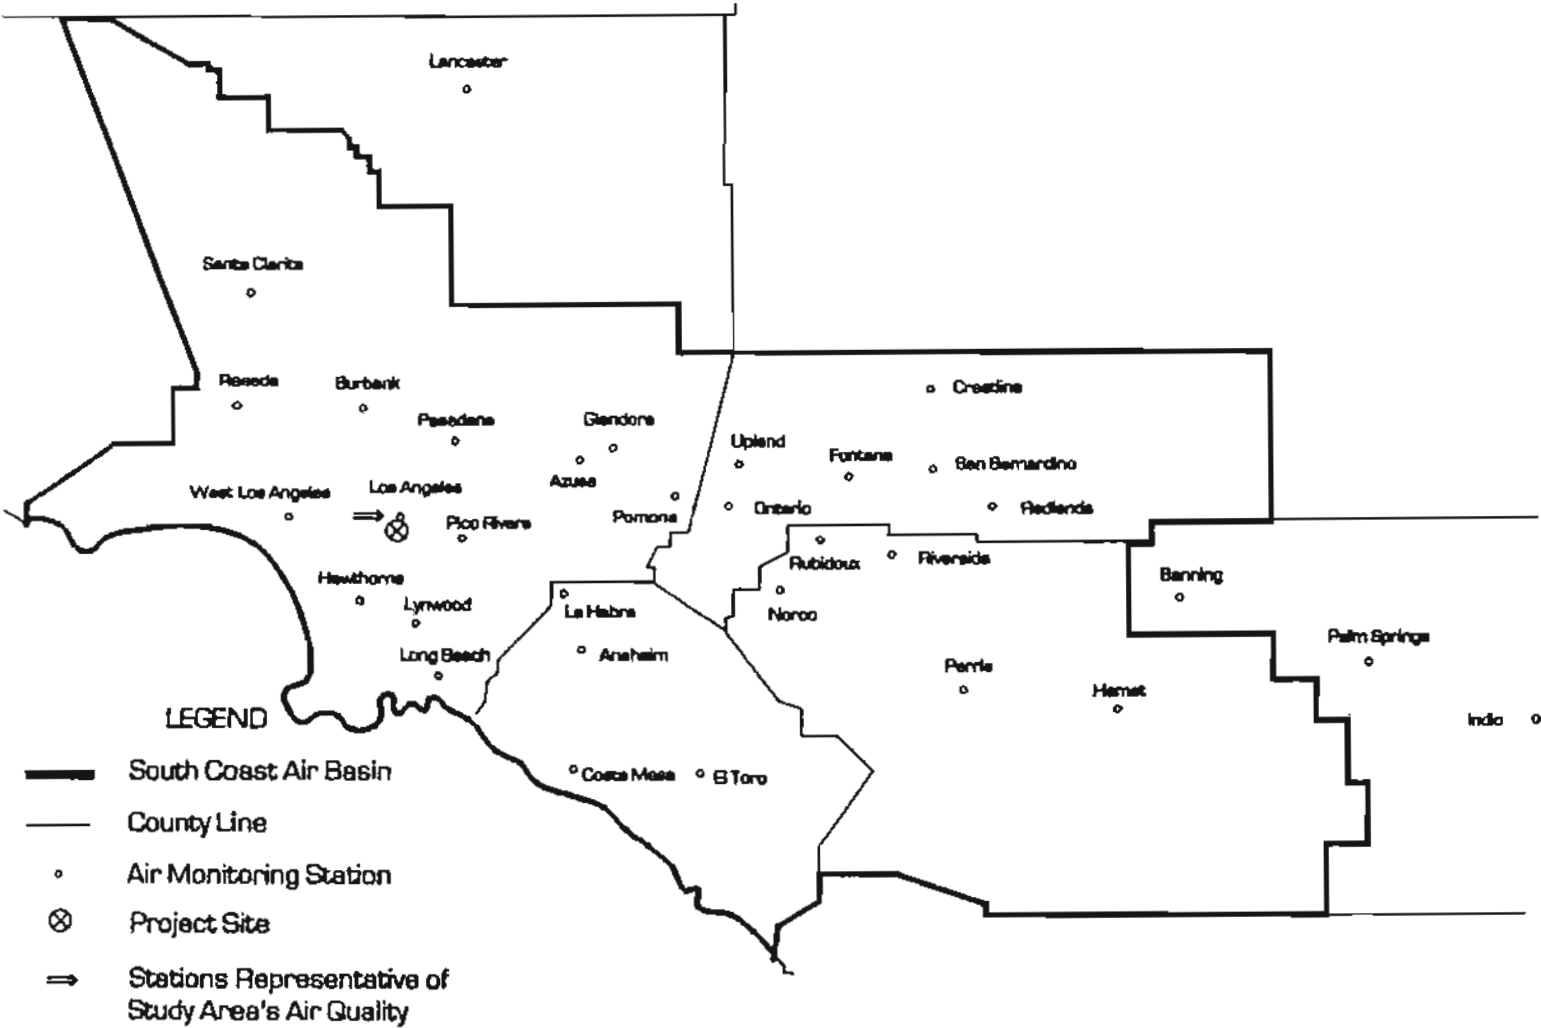 Lancaster
Santa Clarita
Reseda
Burbank
Pasadena
Glendora
Azusa
Crestline
Upland
Fontana
San Bernardino
West Los Angeles
Los Angeles
Pico Rivera
Pomona
Ontario
Redlands
Rubidoux
Riverside
Banning
Hawthorne
Lynwood
La Habra
Norco
Long Beach
Anaheim
Perris
Hemet
Palm Springs
Indio
Costa Mesa
El Toro
LEGEND
South Coast Air Basin
County Line
Air Monitoring Station
Project Site
Stations Representative of
Study Area's Air Quality